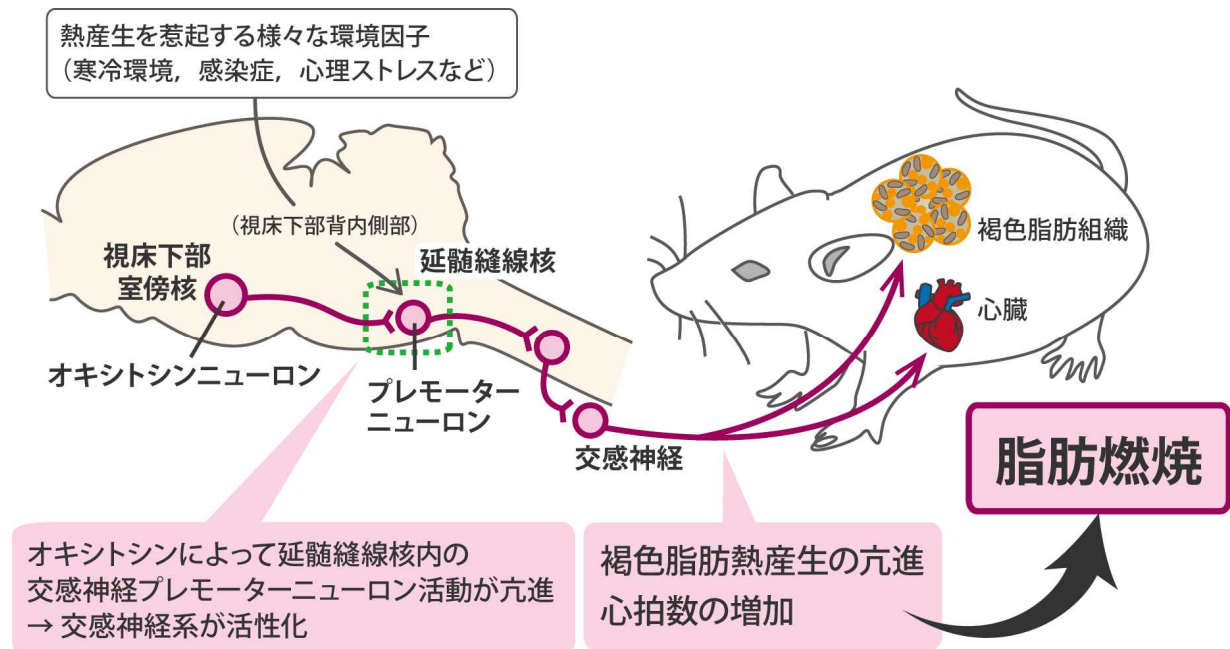 熱産生を惹起する様々な環境因子
(寒冷環境，感染症，心理ストレスなど)
(視床下部背内側部)
視床下部
室傍核
延髄縫線核
オキシトシンニューロン
プレモーター
ニューロン
交感神経
褐色脂肪組織
心臓
脂肪燃焼
オキシトシンによって延髄縫線核内の
交感神経プレモーターニューロン活動が亢進
→ 交感神経系が活性化
褐色脂肪熱産生の亢進
心拍数の増加